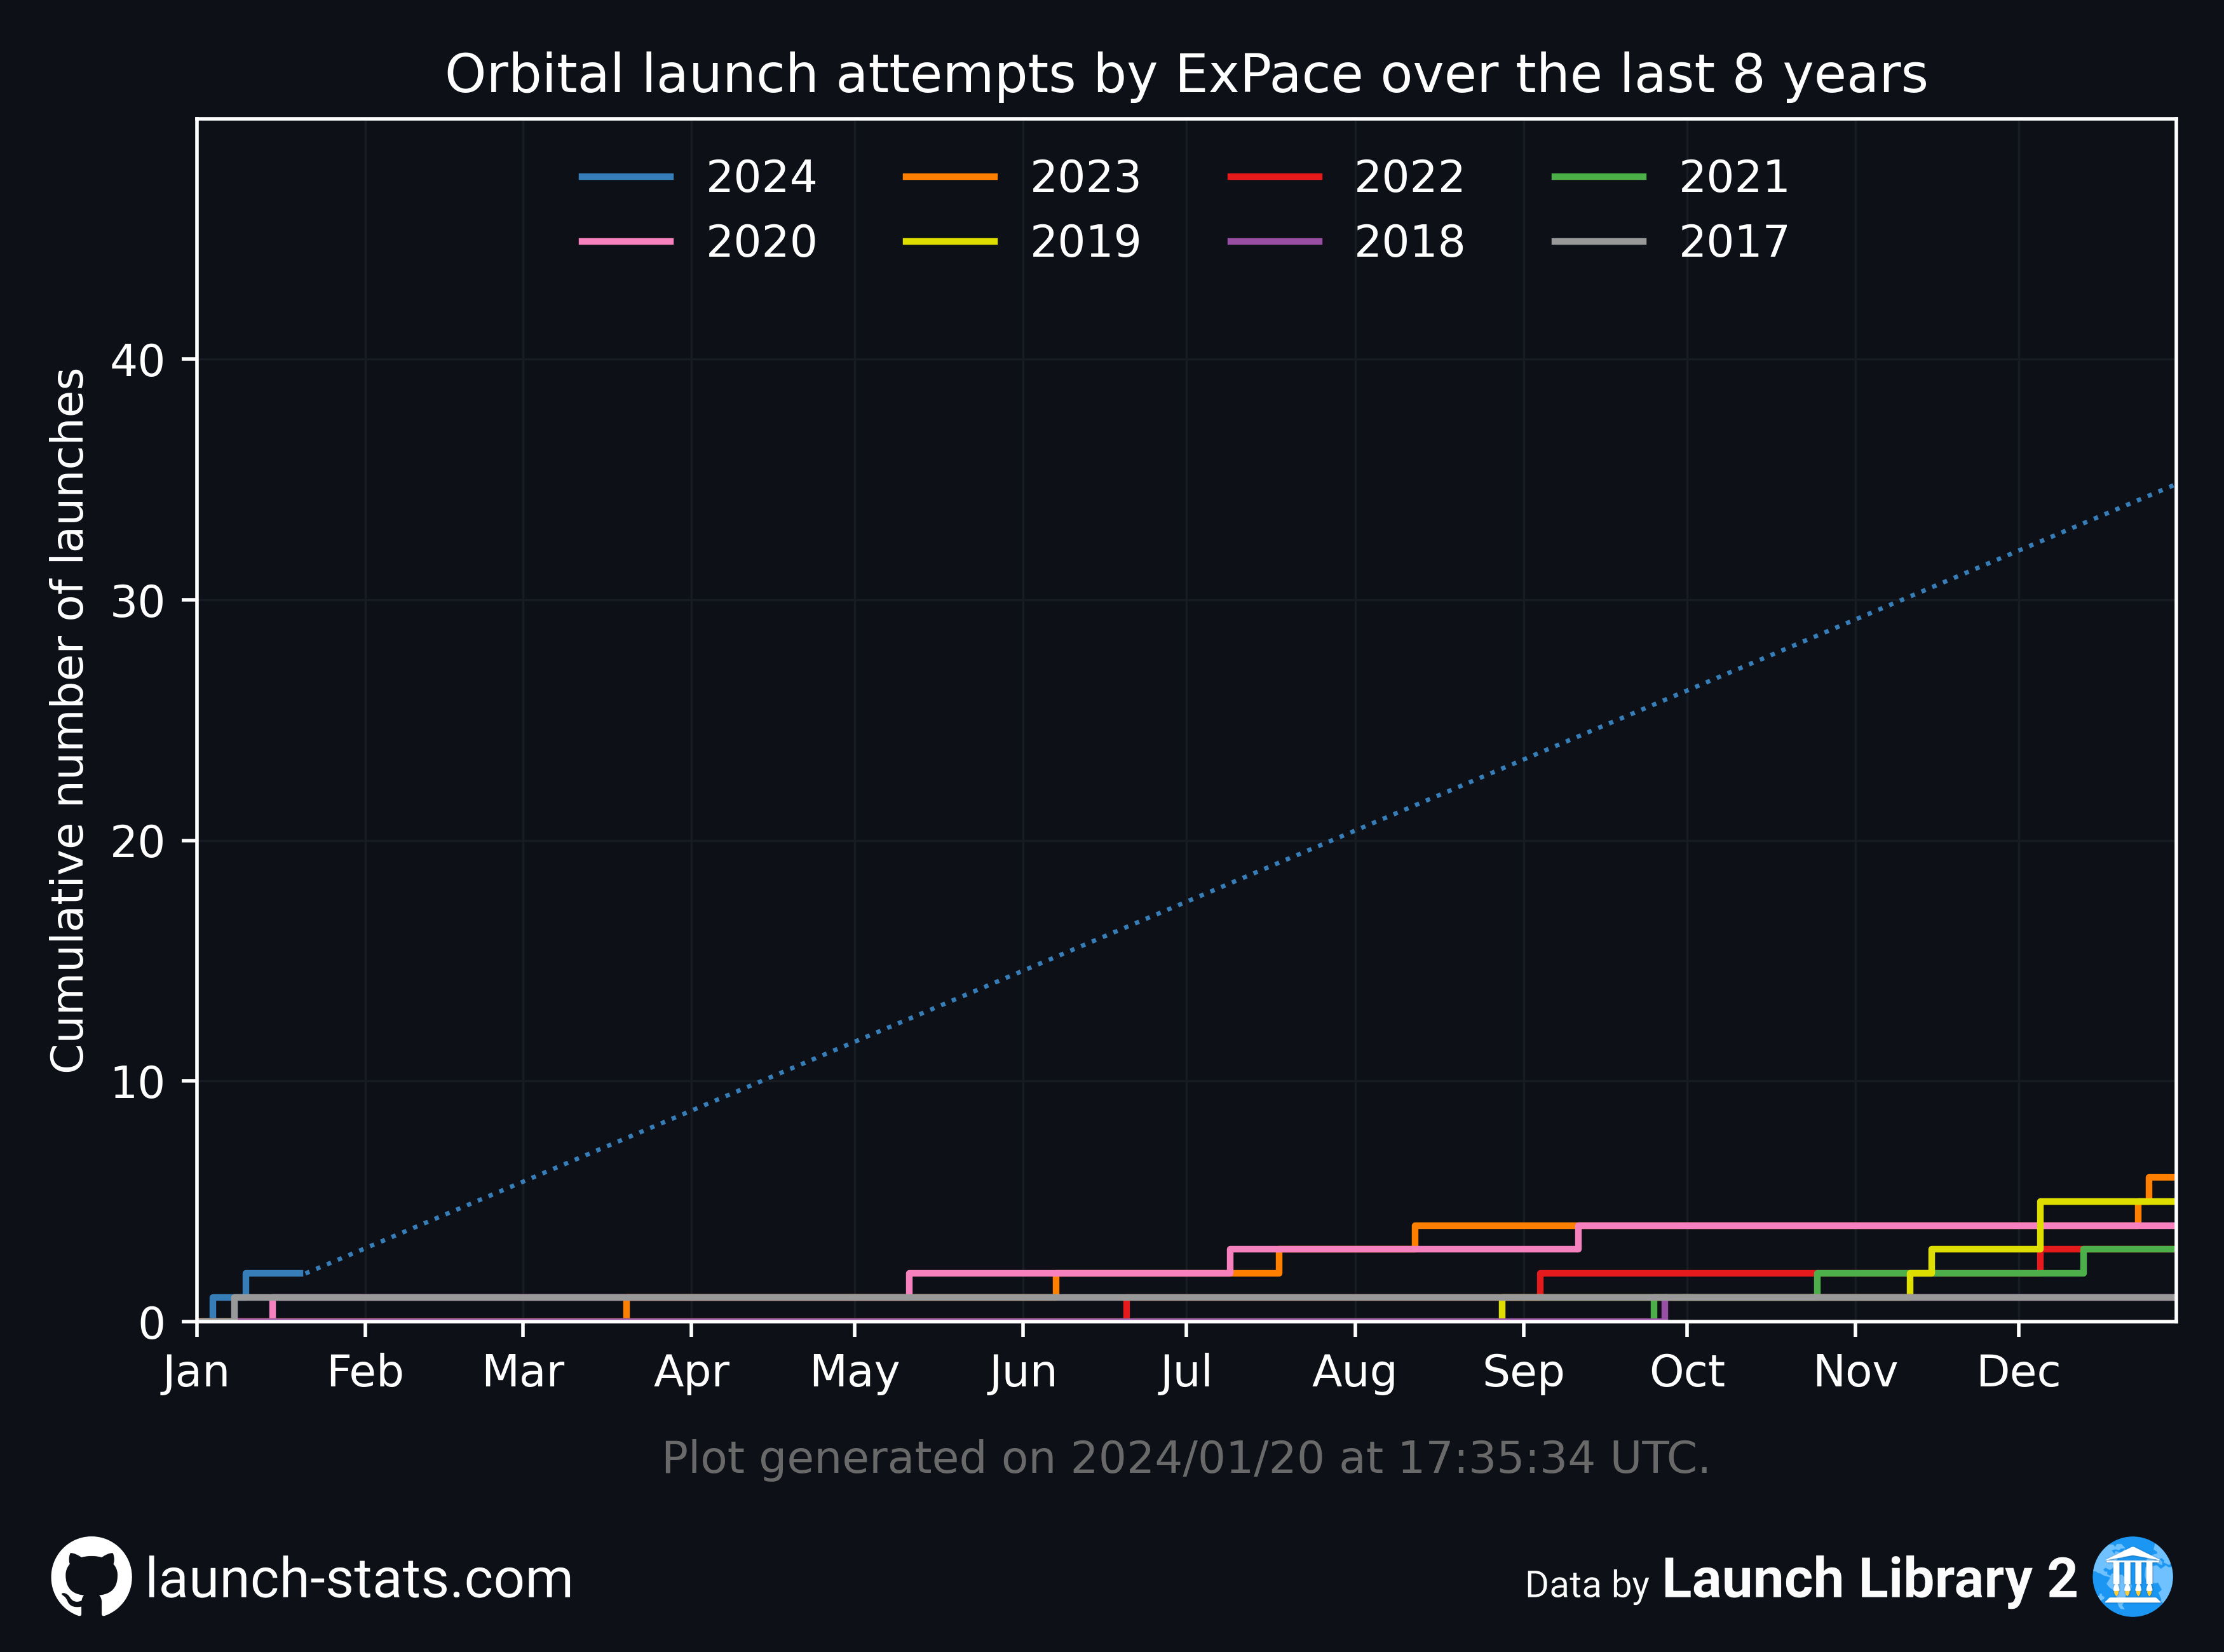 Orbital launch attempts by ExPace over the last 8 years
2024 2023 2022 2021
2020 2019 2018 2017
Cumulative number of launches
40
30
20
10
0
Jan Feb Mar Apr May Jun Jul Aug Sep Oct Nov Dec
Plot generated on 2024/01/20 at 17:35:34 UTC.
launch-stats.com
Data by Launch Library 2